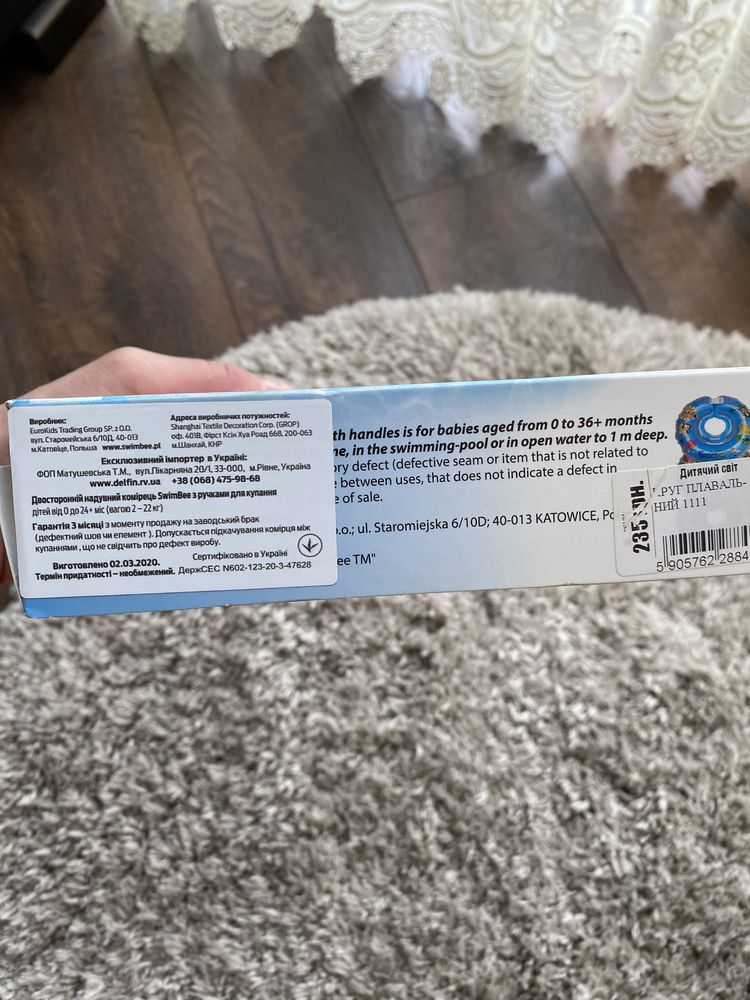 Виробник:
EuroKids Trading Group SP. z O.O.
вул. Старомейська 6/10Д, 40-013
м.Катовіце, Польша www.swimbee.pl
Адреса виробничих потужностей:
Shanghai Textile Decoration Corp. (GROP)
оф. 401В, Фірст Ксін Хуа Роад 668, 200-063
м.Шанхай, КНР
Ексклюзивний імпортер в Україні:
ФОП Матушевська Т.М., вул.Пікарняна 20/1, 33-000, м.Рівне, Україна
www.delfin.rv.ua +38 (068) 475-98-68
Двосторонній надувний комірець SwimBee з ручками для купання
дітей від 0 до 24+ міс (вагою 2 – 22 кг)
Гарантія 3 місяці з моменту продажу на заводський брак
(дефектний шов чи елемент ). Допускається підкачування комірця між
купаннями , що не свідчить про дефект виробу.
Виготовлено 02.03.2020.
Термін придатності – необмежений.
Сертифіковано в Україні
ДержСЕС N602-123-20-3-47628
th handles is for babies aged from 0 to 36+ months
ne, in the swimming-pool or in open water to 1 m deep.
ory defect (defective seam or item that is not related to
e between uses, that does not indicate a defect in
e of sale.
o.o.; ul. Staromiejska 6/10D; 40-013 KATOWICE, Po
ee TM"
Дитячий світ
КРУГ ПЛАВАЛЬ-
НИЙ 1111
235 грн.
5 905762 2884